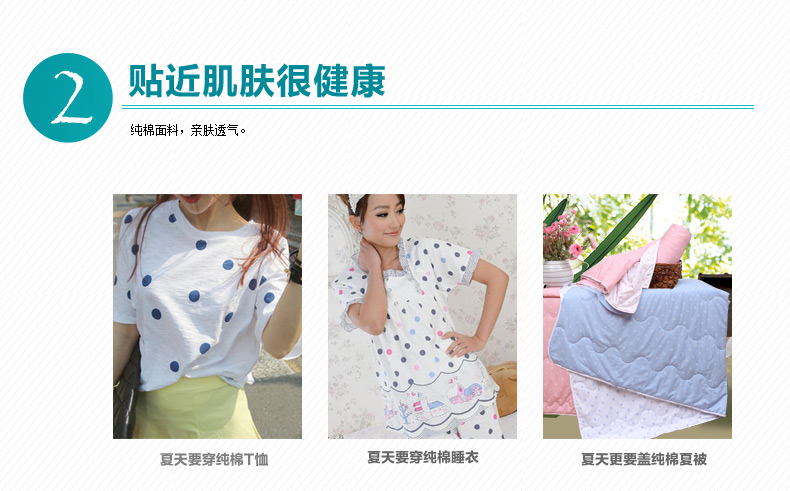 2
贴近肌肤很健康
纯棉面料，亲肤透气。
夏天要穿纯棉T恤
夏天要穿纯棉睡衣
夏天更要盖纯棉夏被